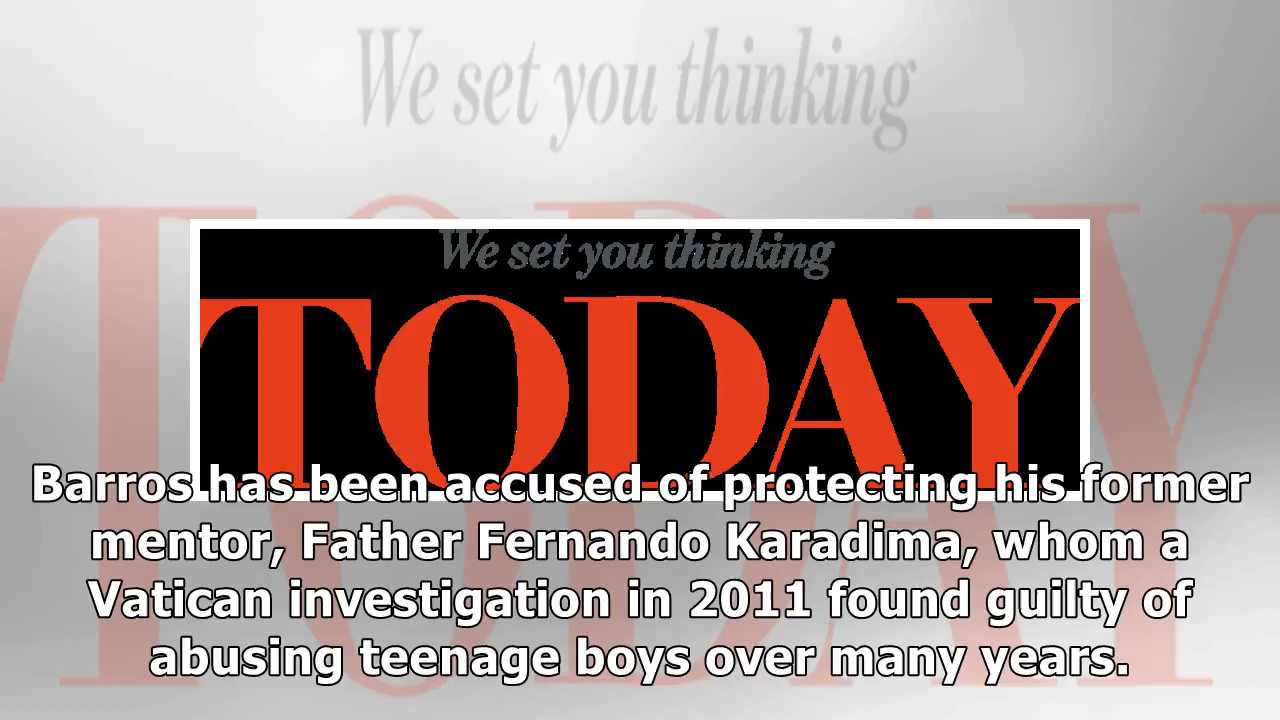 We set you thinking
TODAY
We set you thinking
TODAY
Barros has been accused of protecting his former
mentor, Father Fernando Karadima, whom a
Vatican investigation in 2011 found guilty of
abusing teenage boys over many years.